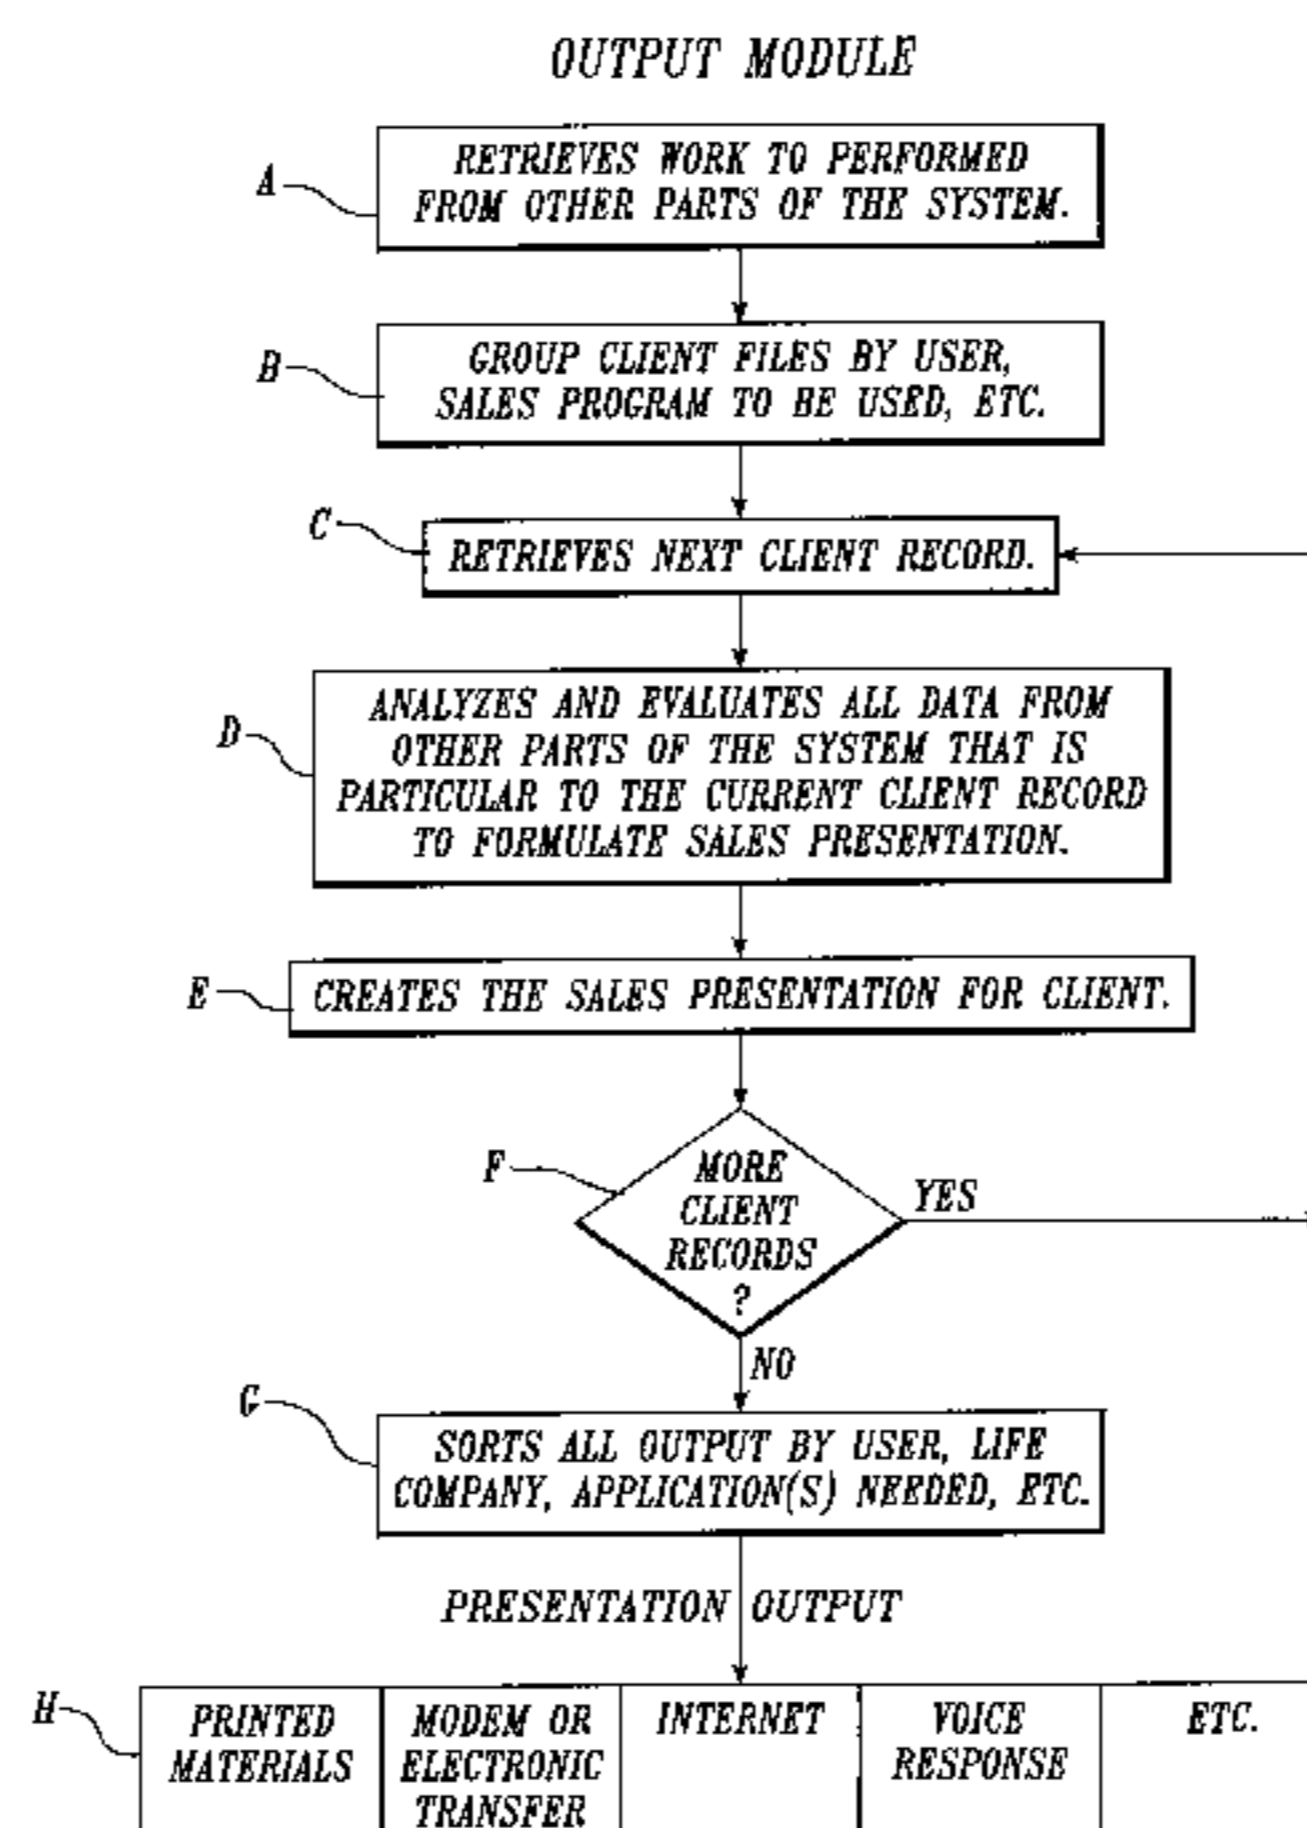 OUTPUT MODULE
A
RETRIEVES WORK TO PERFORMED
FROM OTHER PARTS OF THE SYSTEM.
B
GROUP CLIENT FILES BY USER,
SALES PROGRAM TO BE USED, ETC.
C
RETRIEVES NEXT CLIENT RECORD.
D
ANALYZES AND EVALUATES ALL DATA FROM
OTHER PARTS OF THE SYSTEM THAT IS
PARTICULAR TO THE CURRENT CLIENT RECORD
TO FORMULATE SALES PRESENTATION.
E
CREATES THE SALES PRESENTATION FOR CLIENT.
F
MORE
CLIENT
RECORDS
?
YES
NO
G
SORTS ALL OUTPUT BY USER, LIFE
COMPANY, APPLICATION(S) NEEDED, ETC.
PRESENTATION OUTPUT
H
PRINTED
MATERIALS
MODEM OR
ELECTRONIC
TRANSFER
INTERNET
VOICE
RESPONSE
ETC.